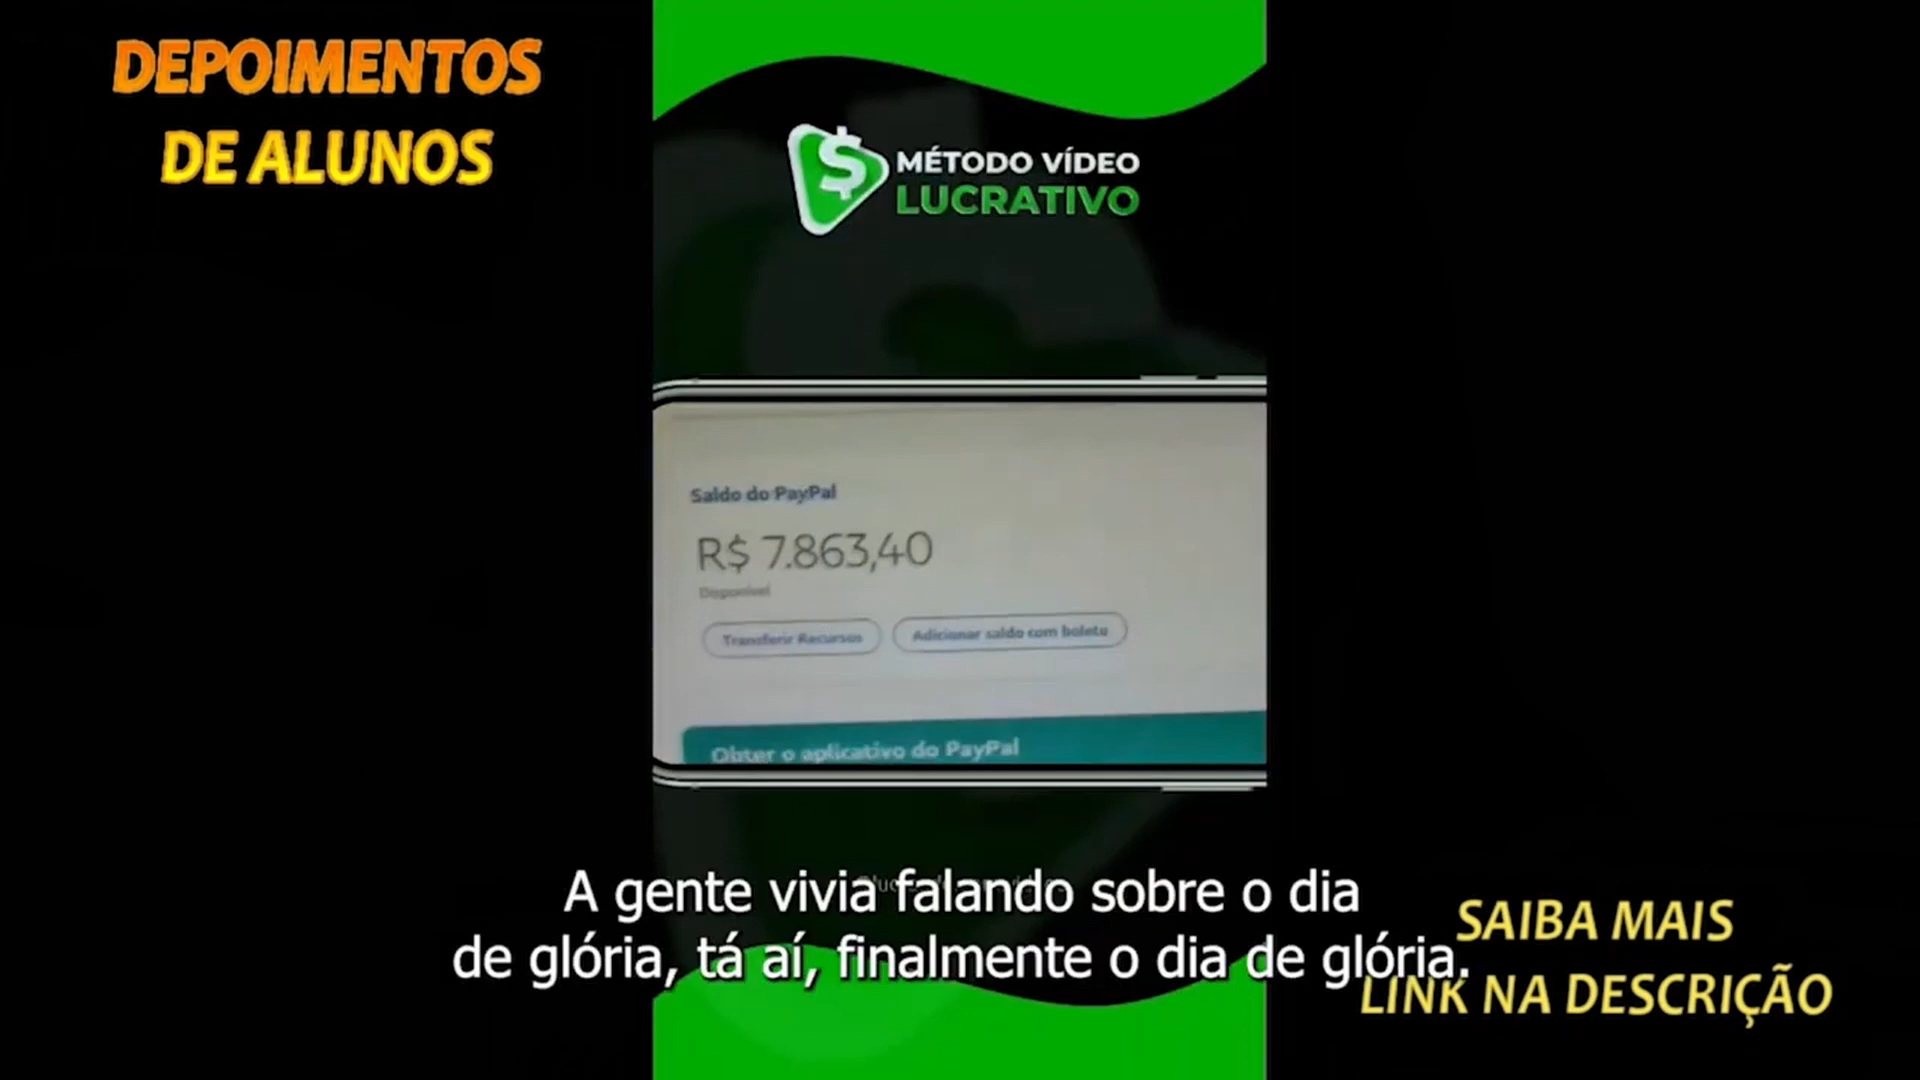 DEPOIMENTOS
DE ALUNOS
MÉTODO VÍDEO
LUCRATIVO
Saldo do PayPal
R$ 7.863,40
Disponível
Transferir Recursos
Adicionar saldo com boleto
Obter o aplicativo do PayPal
A gente vivia falando sobre o dia
de glória, tá aí, finalmente o dia de glória.
SAIBA MAIS
LINK NA DESCRIÇÃO